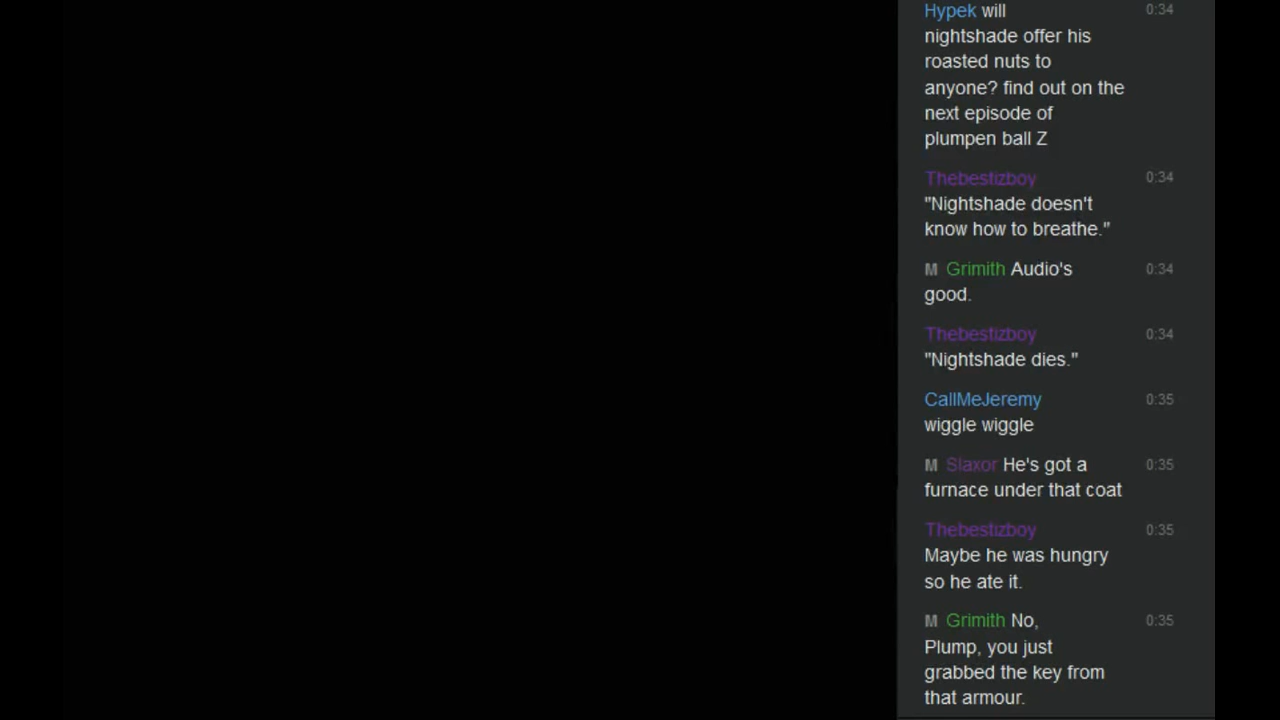 Hypek will 0:34
nightshade offer his
roasted nuts to
anyone? find out on the
next episode of
plumpen ball Z
Thebestizboy 0:34
"Nightshade doesn't
know how to breathe."
M Grimith Audio's 0:34
good.
Thebestizboy 0:34
"Nightshade dies."
CallMeJeremy 0:35
wiggle wiggle
M Slaxor He's got a 0:35
furnace under that coat
Thebestizboy 0:35
Maybe he was hungry
so he ate it.
M Grimith No, 0:35
Plump, you just
grabbed the key from
that armour.